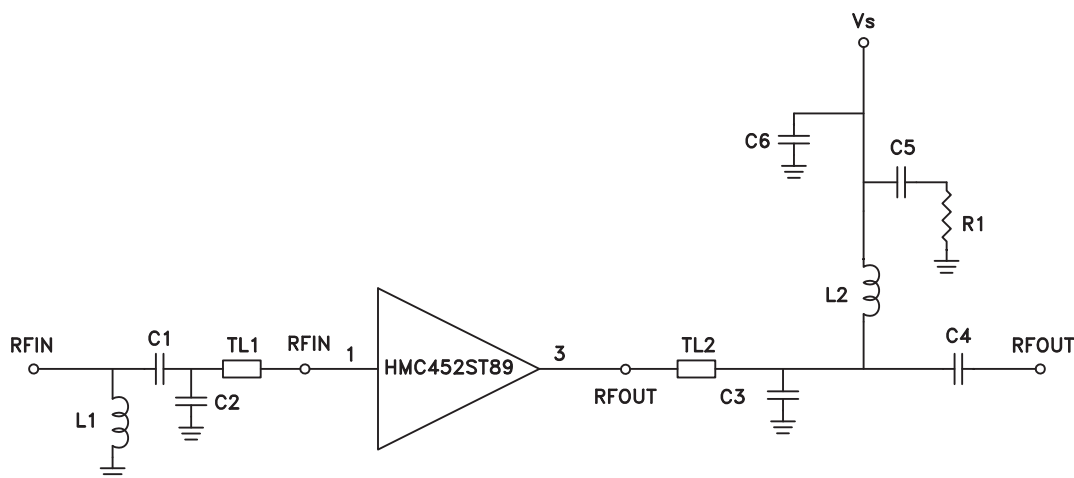 Vs
C6
C5
R1
L2
RFIN
C1
TL1
RFIN
1
HMC452ST89
3
RFOUT
TL2
C3
C4
RFOUT
L1
C2